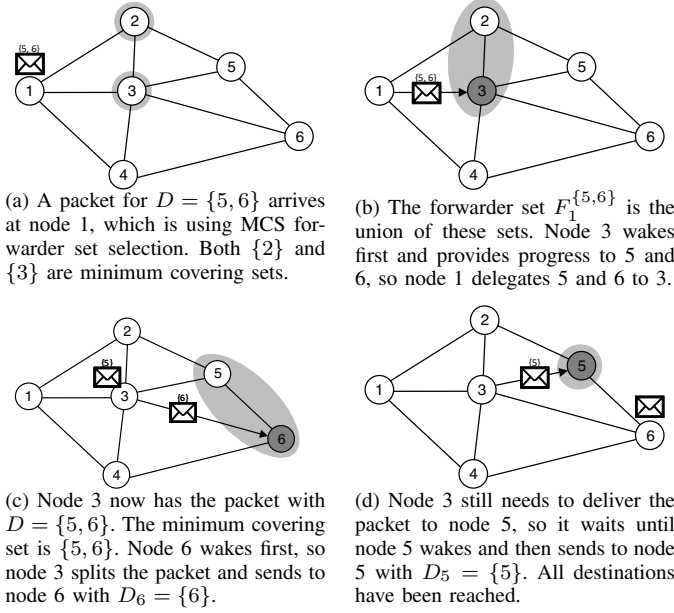 {5, 6}
2
1
3
5
4
6
{5, 6}
2
1
3
5
4
6
(a) A packet for D = {5, 6} arrives
at node 1, which is using MCS for-
warder set selection. Both {2} and
{3} are minimum covering sets.
(b) The forwarder set F_1^{5,6} is the
union of these sets. Node 3 wakes
first and provides progress to 5 and
6, so node 1 delegates 5 and 6 to 3.
2
{5}
5
1
3
{6}
6
4
2
{5}
5
1
3
6
4
(c) Node 3 now has the packet with
D = {5, 6}. The minimum covering
set is {5, 6}. Node 6 wakes first, so
node 3 splits the packet and sends to
node 6 with D_6 = {6}.
(d) Node 3 still needs to deliver the
packet to node 5, so it waits until
node 5 wakes and then sends to node
5 with D_5 = {5}. All destinations
have been reached.